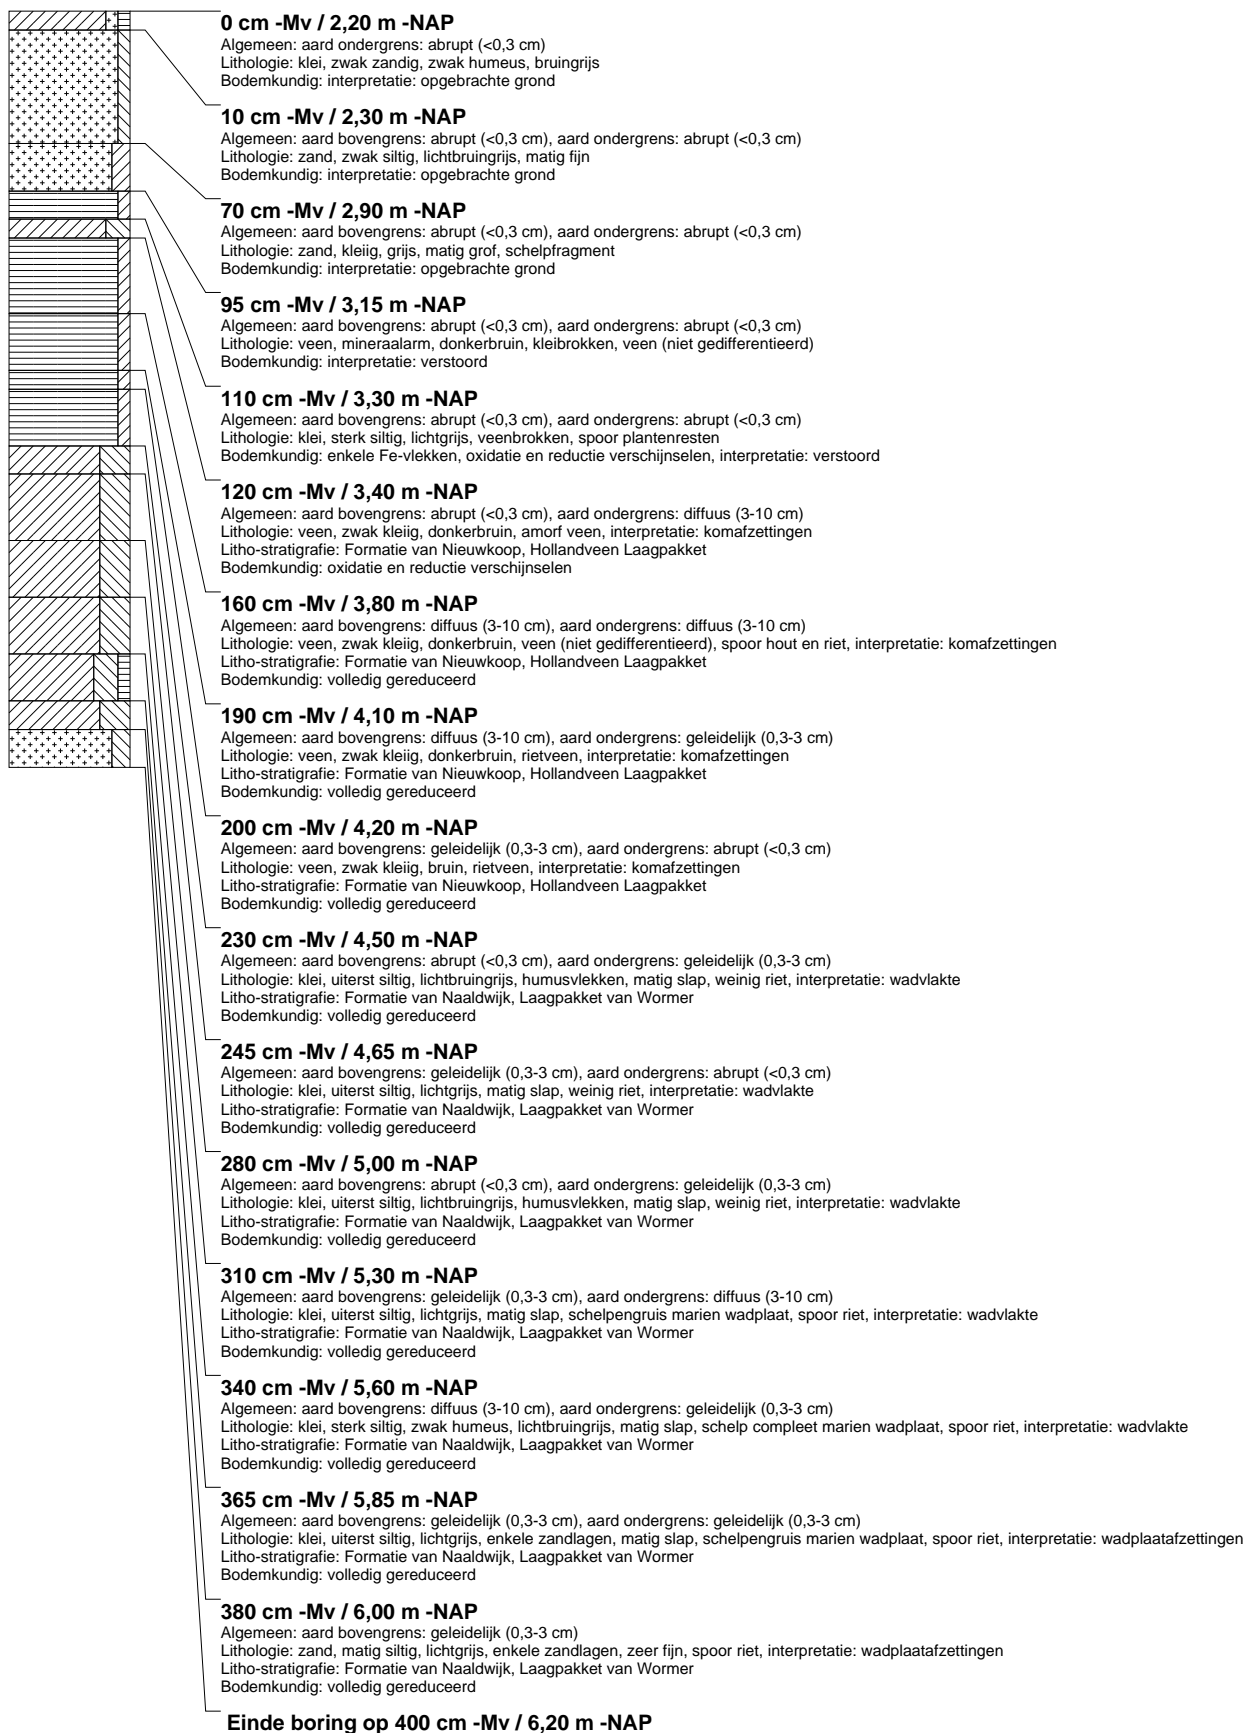 0 cm -Mv / 2,20 m -NAP
Algemeen: aard ondergrens: abrupt (<0,3 cm)
Lithologie: klei, zwak zandig, zwak humeus, bruingrijs
Bodemkundig: interpretatie: opgebrachte grond
10 cm -Mv / 2,30 m -NAP
Algemeen: aard bovengrens: abrupt (<0,3 cm), aard ondergrens: abrupt (<0,3 cm)
Lithologie: zand, zwak siltig, lichtbruingrijs, matig fijn
Bodemkundig: interpretatie: opgebrachte grond
70 cm -Mv / 2,90 m -NAP
Algemeen: aard bovengrens: abrupt (<0,3 cm), aard ondergrens: abrupt (<0,3 cm)
Lithologie: zand, kleiig, grijs, matig grof, schelpfragment
Bodemkundig: interpretatie: opgebrachte grond
95 cm -Mv / 3,15 m -NAP
Algemeen: aard bovengrens: abrupt (<0,3 cm), aard ondergrens: abrupt (<0,3 cm)
Lithologie: veen, mineraalarm, donkerbruin, kleibrokken, veen (niet gedifferentieerd)
Bodemkundig: interpretatie: verstoord
110 cm -Mv / 3,30 m -NAP
Algemeen: aard bovengrens: abrupt (<0,3 cm), aard ondergrens: abrupt (<0,3 cm)
Lithologie: klei, sterk siltig, lichtgrijs, veenbrokken, spoor plantenresten
Bodemkundig: enkele Fe-vlekken, oxidatie en reductie verschijnselen, interpretatie: verstoord
120 cm -Mv / 3,40 m -NAP
Algemeen: aard bovengrens: abrupt (<0,3 cm), aard ondergrens: diffuus (3-10 cm)
Lithologie: veen, zwak kleiig, donkerbruin, amorf veen, interpretatie: komafzettingen
Litho-stratigrafie: Formatie van Nieuwkoop, Hollandveen Laagpakket
Bodemkundig: oxidatie en reductie verschijnselen
160 cm -Mv / 3,80 m -NAP
Algemeen: aard bovengrens: diffuus (3-10 cm), aard ondergrens: diffuus (3-10 cm)
Lithologie: veen, zwak kleiig, donkerbruin, veen (niet gedifferentieerd), spoor hout en riet, interpretatie: komafzettingen
Litho-stratigrafie: Formatie van Nieuwkoop, Hollandveen Laagpakket
Bodemkundig: volledig gereduceerd
190 cm -Mv / 4,10 m -NAP
Algemeen: aard bovengrens: diffuus (3-10 cm), aard ondergrens: geleidelijk (0,3-3 cm)
Lithologie: veen, zwak kleiig, donkerbruin, rietveen, interpretatie: komafzettingen
Litho-stratigrafie: Formatie van Nieuwkoop, Hollandveen Laagpakket
Bodemkundig: volledig gereduceerd
200 cm -Mv / 4,20 m -NAP
Algemeen: aard bovengrens: geleidelijk (0,3-3 cm), aard ondergrens: abrupt (<0,3 cm)
Lithologie: veen, zwak kleiig, bruin, rietveen, interpretatie: komafzettingen
Litho-stratigrafie: Formatie van Nieuwkoop, Hollandveen Laagpakket
Bodemkundig: volledig gereduceerd
230 cm -Mv / 4,50 m -NAP
Algemeen: aard bovengrens: abrupt (<0,3 cm), aard ondergrens: geleidelijk (0,3-3 cm)
Lithologie: klei, uiterst siltig, lichtbruingrijs, humusvlekken, matig slap, weinig riet, interpretatie: wadvlakte
Litho-stratigrafie: Formatie van Naaldwijk, Laagpakket van Wormer
Bodemkundig: volledig gereduceerd
245 cm -Mv / 4,65 m -NAP
Algemeen: aard bovengrens: geleidelijk (0,3-3 cm), aard ondergrens: abrupt (<0,3 cm)
Lithologie: klei, uiterst siltig, lichtgrijs, matig slap, weinig riet, interpretatie: wadvlakte
Litho-stratigrafie: Formatie van Naaldwijk, Laagpakket van Wormer
Bodemkundig: volledig gereduceerd
280 cm -Mv / 5,00 m -NAP
Algemeen: aard bovengrens: abrupt (<0,3 cm), aard ondergrens: geleidelijk (0,3-3 cm)
Lithologie: klei, uiterst siltig, lichtbruingrijs, humusvlekken, matig slap, weinig riet, interpretatie: wadvlakte
Litho-stratigrafie: Formatie van Naaldwijk, Laagpakket van Wormer
Bodemkundig: volledig gereduceerd
310 cm -Mv / 5,30 m -NAP
Algemeen: aard bovengrens: geleidelijk (0,3-3 cm), aard ondergrens: diffuus (3-10 cm)
Lithologie: klei, uiterst siltig, lichtgrijs, matig slap, schelpengruis marien wadplaat, spoor riet, interpretatie: wadvlakte
Litho-stratigrafie: Formatie van Naaldwijk, Laagpakket van Wormer
Bodemkundig: volledig gereduceerd
340 cm -Mv / 5,60 m -NAP
Algemeen: aard bovengrens: diffuus (3-10 cm), aard ondergrens: geleidelijk (0,3-3 cm)
Lithologie: klei, sterk siltig, zwak humeus, lichtbruingrijs, matig slap, schelp compleet marien wadplaat, spoor riet, interpretatie: wadvlakte
Litho-stratigrafie: Formatie van Naaldwijk, Laagpakket van Wormer
Bodemkundig: volledig gereduceerd
365 cm -Mv / 5,85 m -NAP
Algemeen: aard bovengrens: geleidelijk (0,3-3 cm), aard ondergrens: geleidelijk (0,3-3 cm)
Lithologie: klei, uiterst siltig, lichtgrijs, enkele zandlagen, matig slap, schelpengruis marien wadplaat, spoor riet, interpretatie: wadplaatafzettingen
Litho-stratigrafie: Formatie van Naaldwijk, Laagpakket van Wormer
Bodemkundig: volledig gereduceerd
380 cm -Mv / 6,00 m -NAP
Algemeen: aard bovengrens: geleidelijk (0,3-3 cm)
Lithologie: zand, matig siltig, lichtgrijs, enkele zandlagen, zeer fijn, spoor riet, interpretatie: wadplaatafzettingen
Litho-stratigrafie: Formatie van Naaldwijk, Laagpakket van Wormer
Bodemkundig: volledig gereduceerd
Einde boring op 400 cm -Mv / 6,20 m -NAP